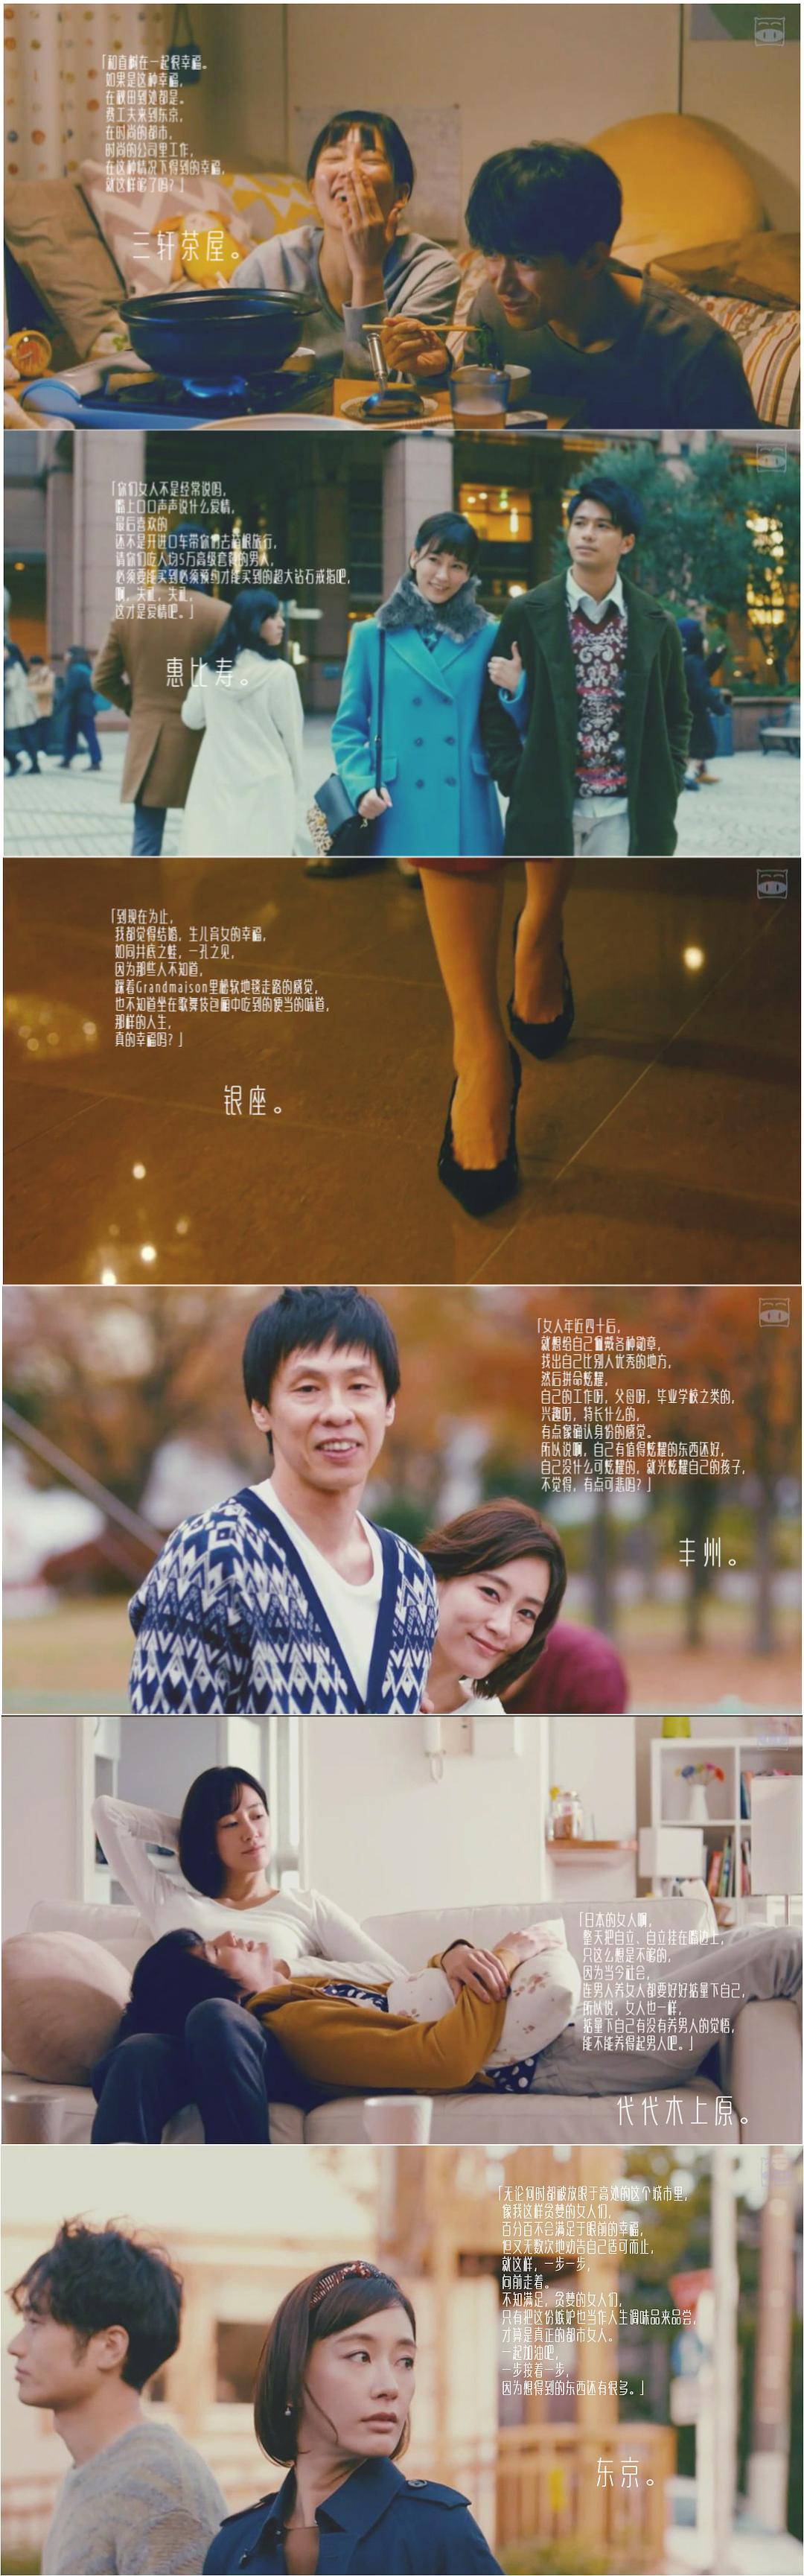 「和直树在一起很幸福。
如果是这种幸福，
在秋田到处都是。
费工夫来到东京，
在时尚的都市，
时尚的公司里工作，
在这种情况下得到的幸福，
就这样够了吗？」
三轩茶屋。
「你们女人不是经常说吗，
嘴上口口声声说什么爱情，
最后喜欢的
还不是开进口车带你们去箱根旅行，
请你们吃人均5万高级套餐的男人，
必须要能买到必须预约才能买到的超大钻石戒指吧，
啊，失礼，失礼，
这才是爱情吧。」
惠比寿。
「到现在为止，
我都觉得结婚，生儿育女的幸福，
如同井底之蛙，一孔之见，
因为那些人不知道，
踩着Grandmaison里松软地毯走路的感觉，
也不知道坐在歌舞伎包厢中吃到的便当的味道，
那样的人生，
真的幸福吗？」
银座。
「女人年近四十后，
就想给自己佩戴各种勋章，
找出自己比别人优秀的地方，
然后拼命炫耀，
自己的工作呀，父母呀，毕业学校之类的，
兴趣呀，特长什么的，
有点像确认身份的感觉。
所以说啊，自己有值得炫耀的东西还好，
自己没什么可炫耀的，就光炫耀自己的孩子，
不觉得，有点可悲吗？」
丰州。
「日本的女人啊，
整天把自立、自立挂在嘴边上，
只这么想是不够的，
因为当今社会，
连男人养女人都要好好掂量下自己，
所以说，女人也一样，
掂量下自己有没有养男人的觉悟，
能不能养得起男人吧。」
代代木上原。
「无论何时都被放眼于高处的这个城市里，
像我这样贪婪的女人们，
百分百不会满足于眼前的幸福，
但又无数次地劝告自己适可而止，
就这样，一步一步，
向前走着。
不知满足，贪婪的女人们，
只有把这份嫉妒也当作人生调味品来品尝，
才算是真正的都市女人。
一起加油吧，
一步接着一步，
因为想得到的东西还有很多。」
东京。